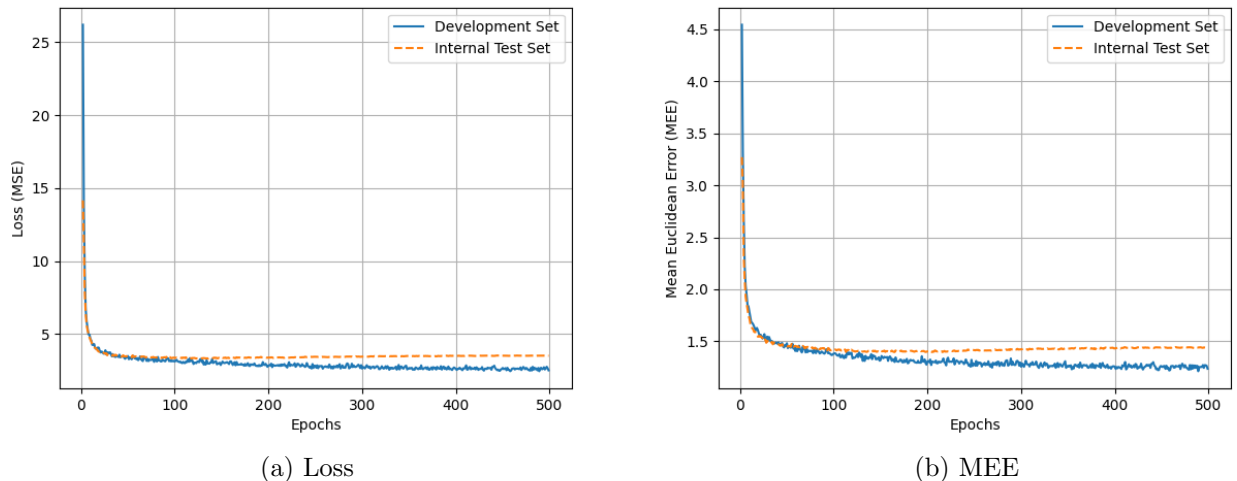 Development Set
Internal Test Set
25
20
15
10
5
Loss (MSE)
0
100
200
300
400
500
Epochs
(a) Loss
Development Set
Internal Test Set
4.5
4.0
3.5
3.0
2.5
2.0
1.5
Mean Euclidean Error (MEE)
0
100
200
300
400
500
Epochs
(b) MEE